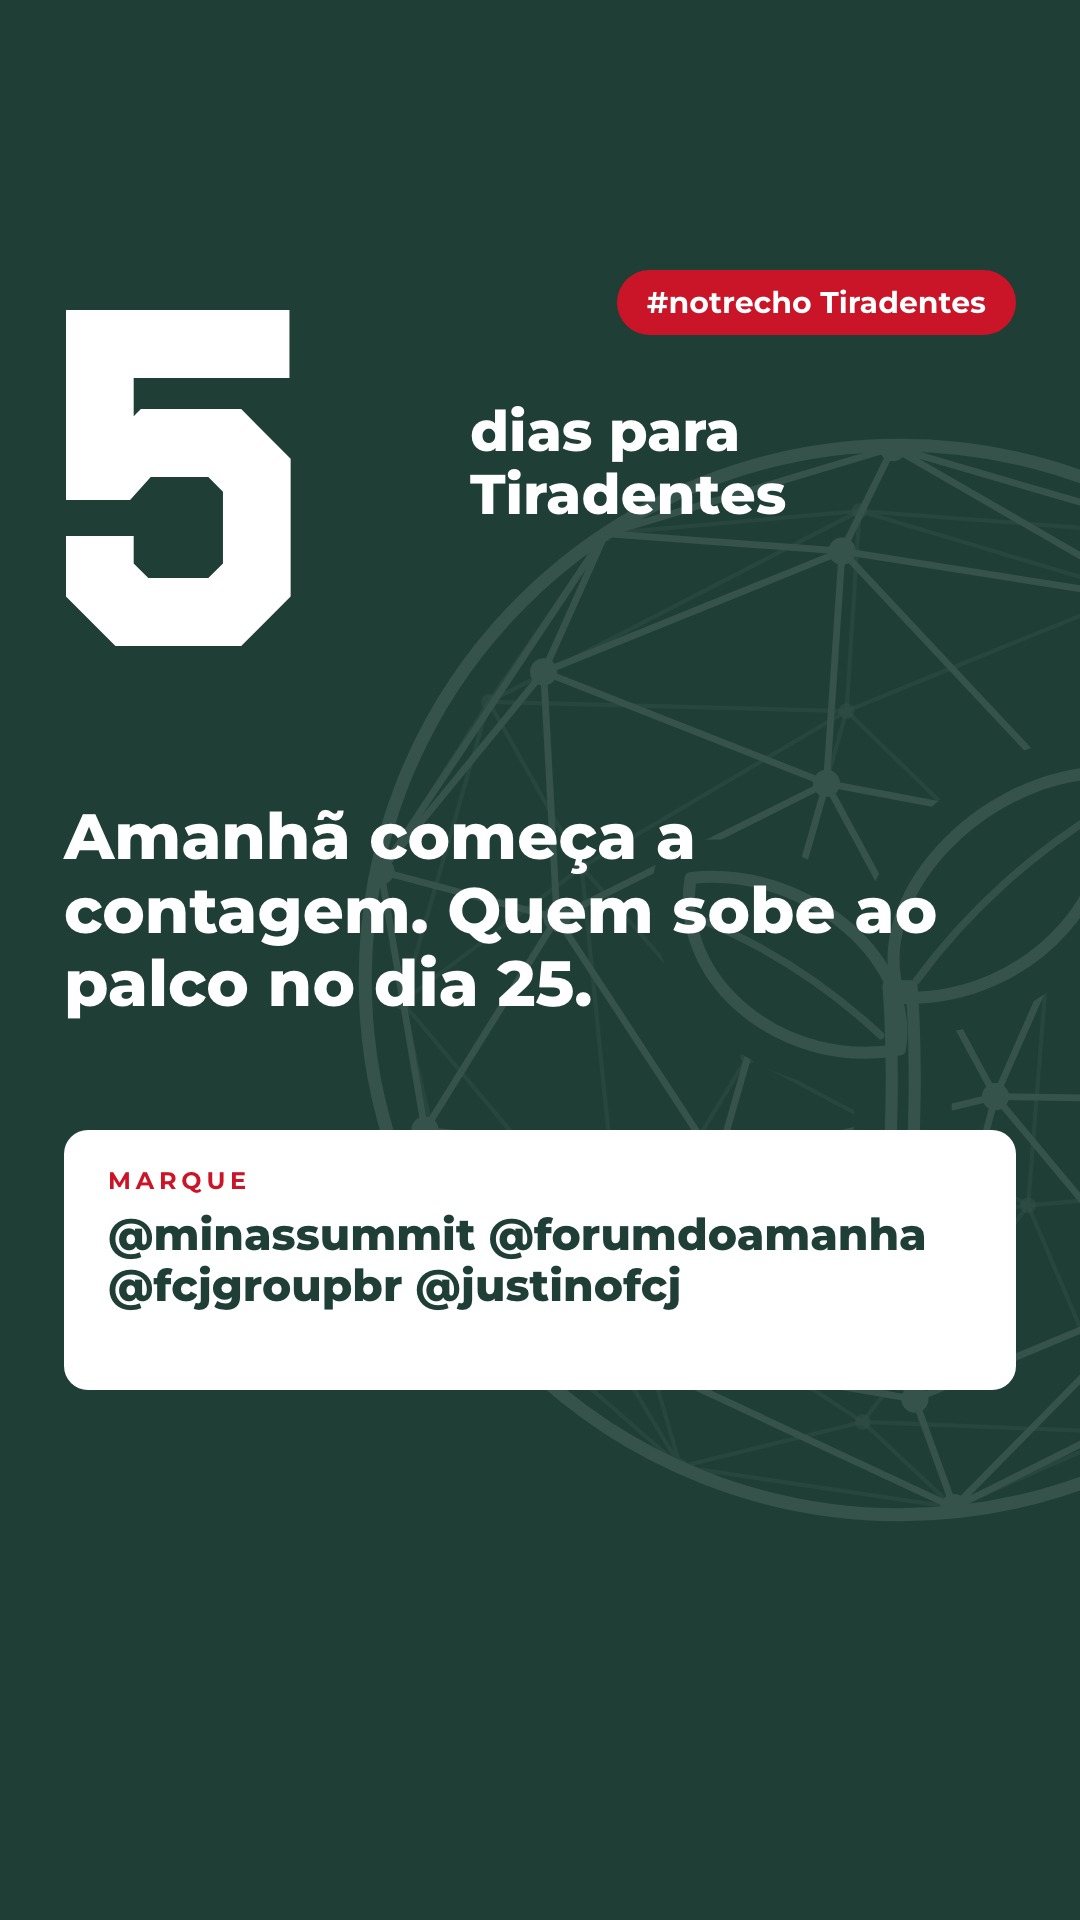 #notrecho Tiradentes
5
dias para
Tiradentes
Amanhã começa a
contagem. Quem sobe ao
palco no dia 25.
MARQUE
@minassummit @forumdoamanha
@fcjgroupbr @justinofcj